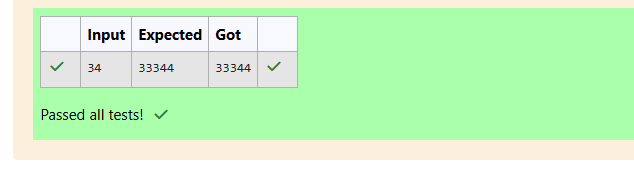 Input Expected Got
34 33344 33344
Passed all tests!